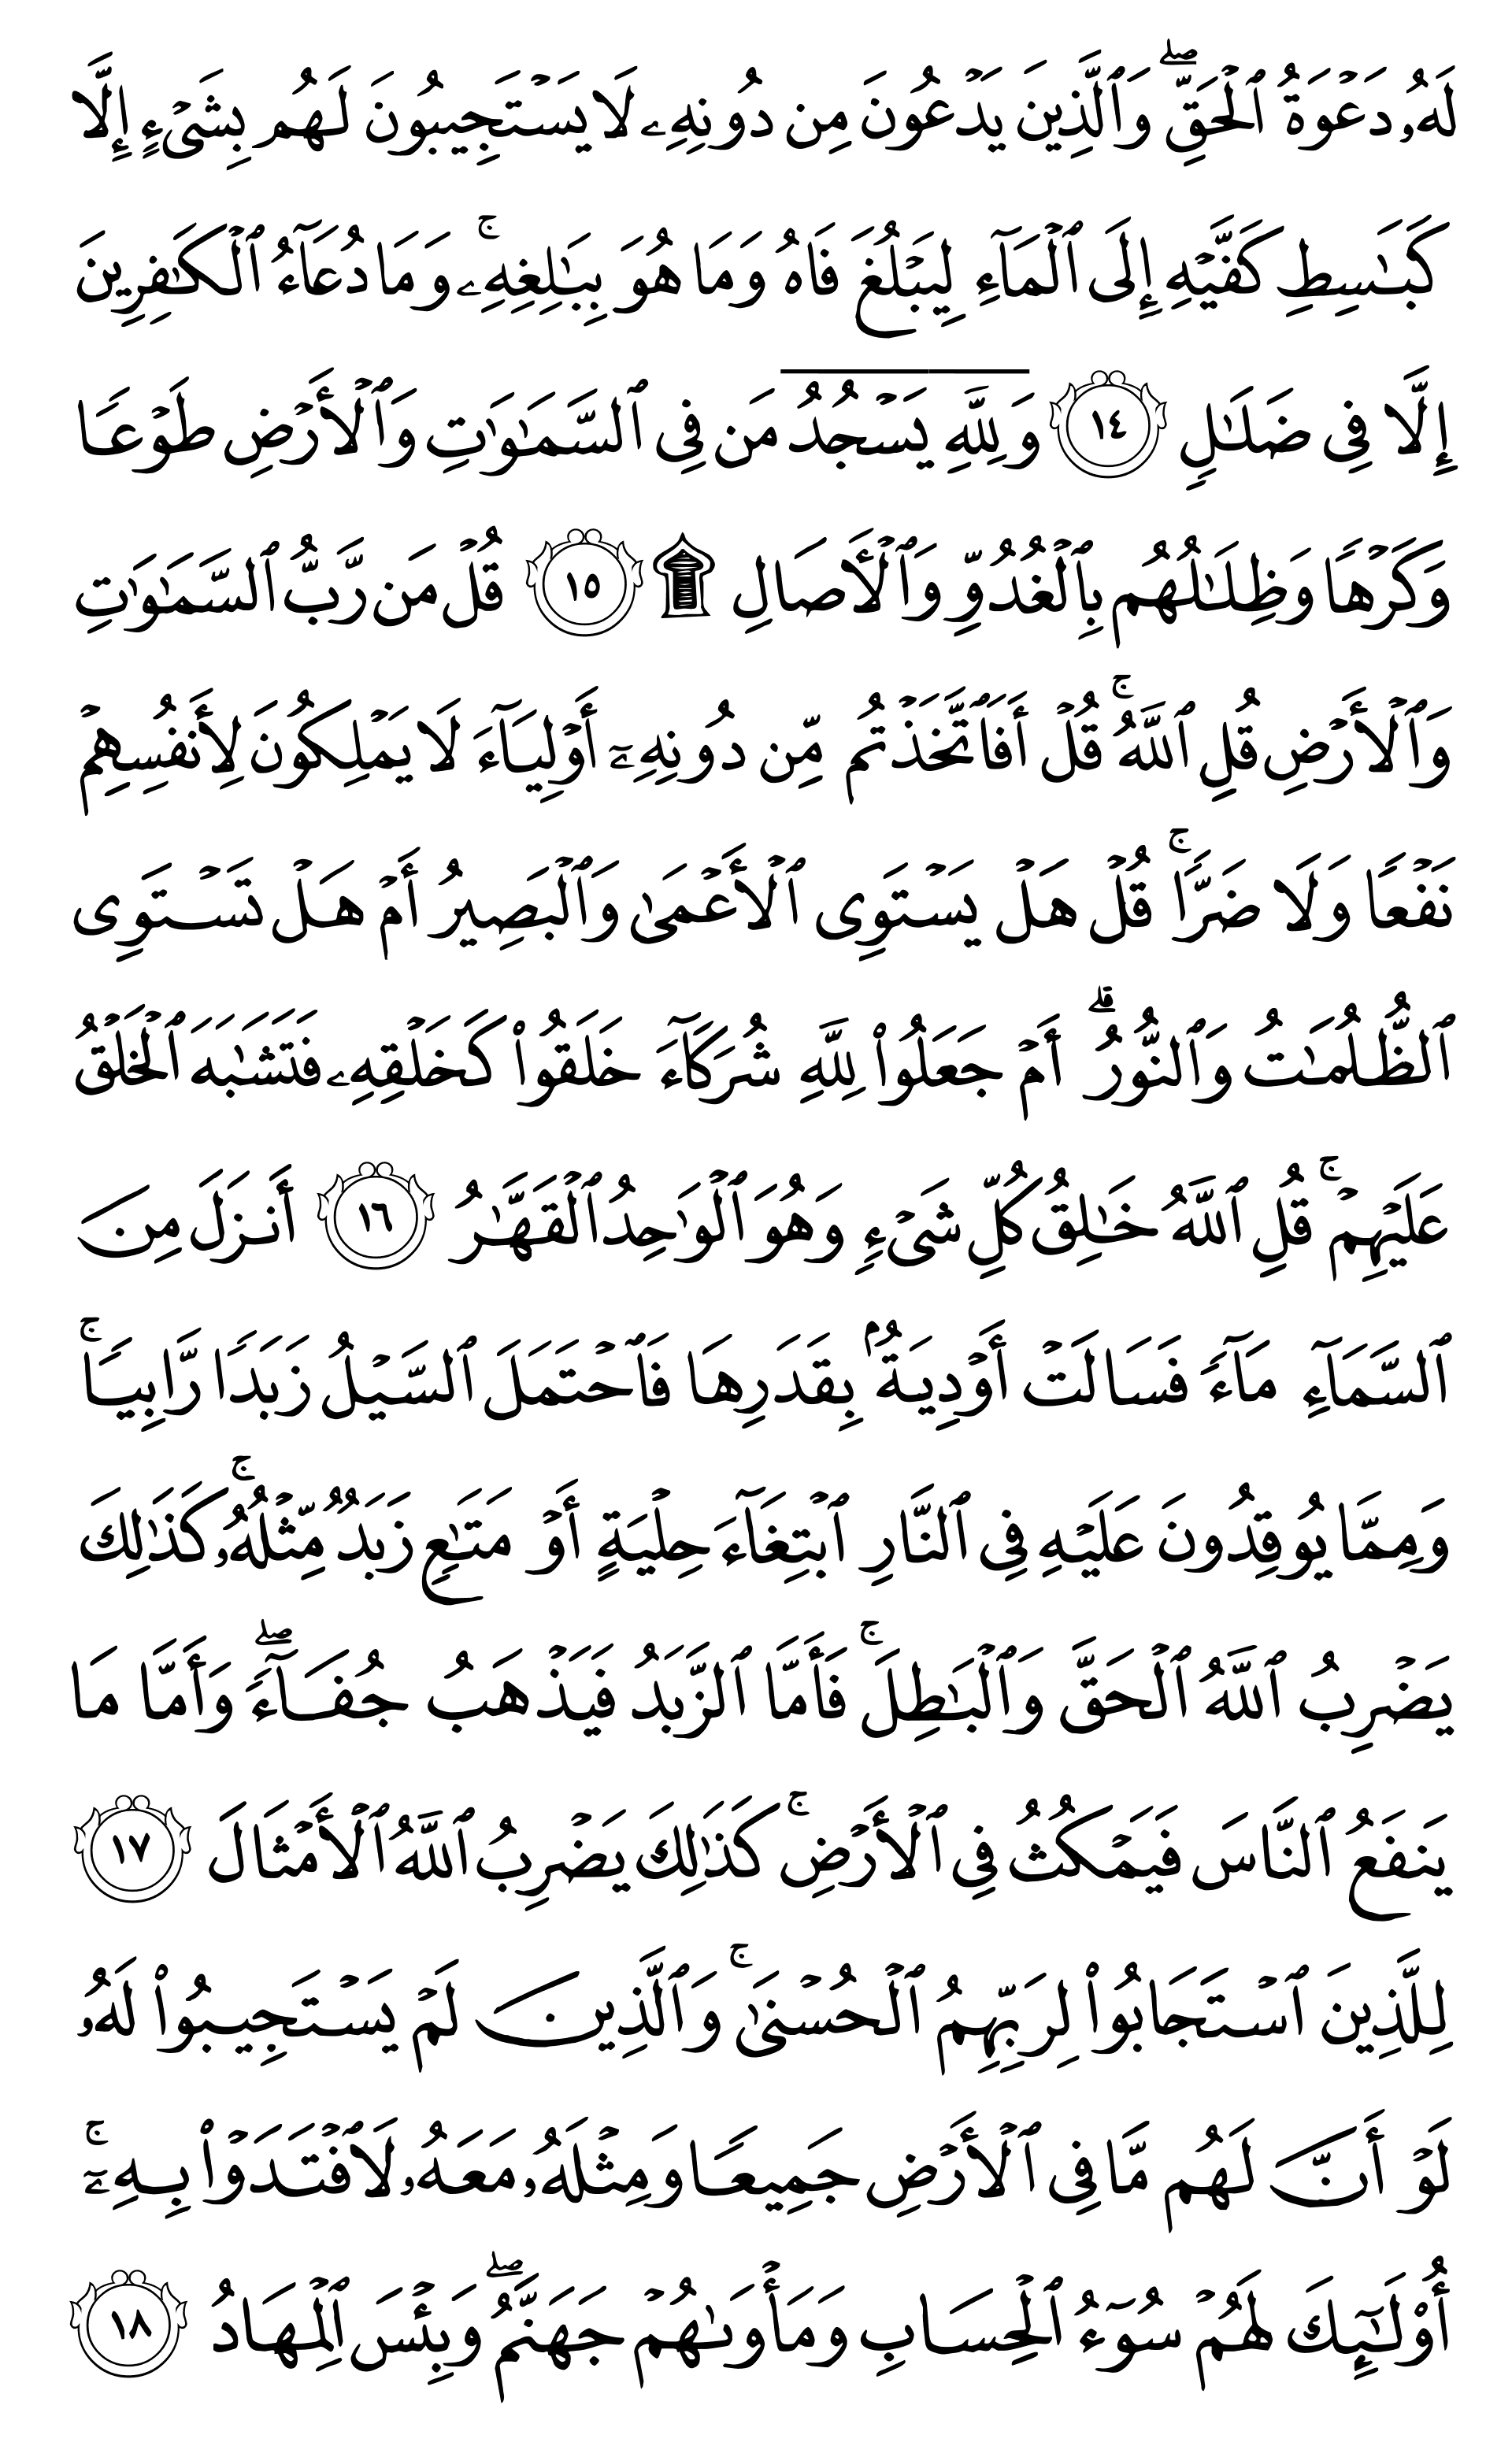 لَهُۥ دَعْوَةُ ٱلْحَقِّ ۖ وَٱلَّذِينَ يَدْعُونَ مِن دُونِهِۦ لَا يَسْتَجِيبُونَ لَهُم بِشَىْءٍ إِلَّا
كَبَـٰسِطِ كَفَّيْهِ إِلَى ٱلْمَآءِ لِيَبْلُغَ فَاهُ وَمَا هُوَ بِبَـٰلِغِهِۦ ۚ وَمَا دُعَآءُ ٱلْكَـٰفِرِينَ
إِلَّا فِى ضَلَـٰلٍ ١٤ وَلِلَّهِ يَسْجُدُ مَن فِى ٱلسَّمَـٰوَٰتِ وَٱلْأَرْضِ طَوْعًا
وَكَرْهًا وَظِلَـٰلُهُم بِٱلْغُدُوِّ وَٱلْـَٔاصَالِ ۩ ١٥ قُلْ مَن رَّبُّ ٱلسَّمَـٰوَٰتِ
وَٱلْأَرْضِ قُلِ ٱللَّهُ ۚ قُلْ أَفَٱتَّخَذْتُم مِّن دُونِهِۦٓ أَوْلِيَآءَ لَا يَمْلِكُونَ لِأَنفُسِهِمْ
نَفْعًا وَلَا ضَرًّا ۚ قُلْ هَلْ يَسْتَوِى ٱلْأَعْمَىٰ وَٱلْبَصِيرُ أَمْ هَلْ تَسْتَوِى
ٱلظُّلُمَـٰتُ وَٱلنُّورُ ۗ أَمْ جَعَلُوا۟ لِلَّهِ شُرَكَآءَ خَلَقُوا۟ كَخَلْقِهِۦ فَتَشَـٰبَهَ ٱلْخَلْقُ
عَلَيْهِمْ ۚ قُلِ ٱللَّهُ خَـٰلِقُ كُلِّ شَىْءٍ وَهُوَ ٱلْوَٰحِدُ ٱلْقَهَّـٰرُ ١٦ أَنزَلَ مِنَ
ٱلسَّمَآءِ مَآءً فَسَالَتْ أَوْدِيَةٌۢ بِقَدَرِهَا فَٱحْتَمَلَ ٱلسَّيْلُ زَبَدًا رَّابِيًا ۚ
وَمِمَّا يُوقِدُونَ عَلَيْهِ فِى ٱلنَّارِ ٱبْتِغَآءَ حِلْيَةٍ أَوْ مَتَـٰعٍ زَبَدٌ مِّثْلُهُۥ ۚ كَذَٰلِكَ
يَضْرِبُ ٱللَّهُ ٱلْحَقَّ وَٱلْبَـٰطِلَ ۚ فَأَمَّا ٱلزَّبَدُ فَيَذْهَبُ جُفَآءً ۖ وَأَمَّا مَا
يَنفَعُ ٱلنَّاسَ فَيَمْكُثُ فِى ٱلْأَرْضِ ۚ كَذَٰلِكَ يَضْرِبُ ٱللَّهُ ٱلْأَمْثَالَ ١٧
لِلَّذِينَ ٱسْتَجَابُوا۟ لِرَبِّهِمُ ٱلْحُسْنَىٰ ۚ وَٱلَّذِينَ لَمْ يَسْتَجِيبُوا۟ لَهُۥ
لَوْ أَنَّ لَهُم مَّا فِى ٱلْأَرْضِ جَمِيعًا وَمِثْلَهُۥ مَعَهُۥ لَٱفْتَدَوْا۟ بِهِۦٓ ۚ
أُو۟لَـٰٓئِكَ لَهُمْ سُوٓءُ ٱلْحِسَابِ وَمَأْوَىٰهُمْ جَهَنَّمُ ۖ وَبِئْسَ ٱلْمِهَادُ ١٨